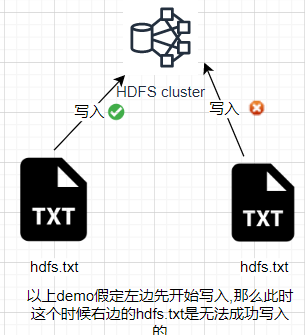 HDFS cluster
写入
写入
TXT
TXT
hdfs.txt
hdfs.txt
以上demo假定左边先开始写入,那么此时
这个时候右边的hdfs.txt是无法成功写入
的